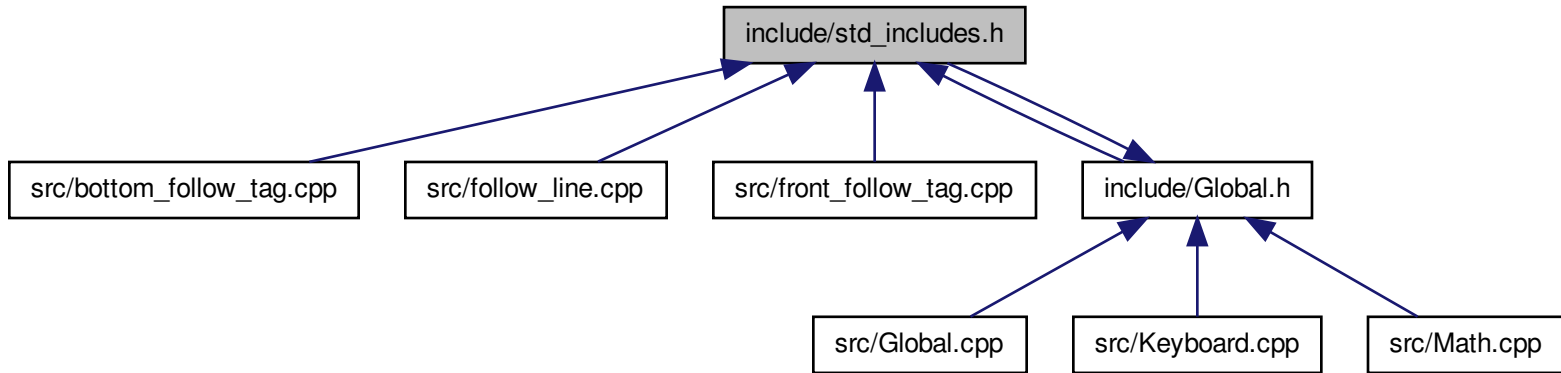 include/std_includes.h
src/bottom_follow_tag.cpp
src/follow_line.cpp
src/front_follow_tag.cpp
include/Global.h
src/Global.cpp
src/Keyboard.cpp
src/Math.cpp